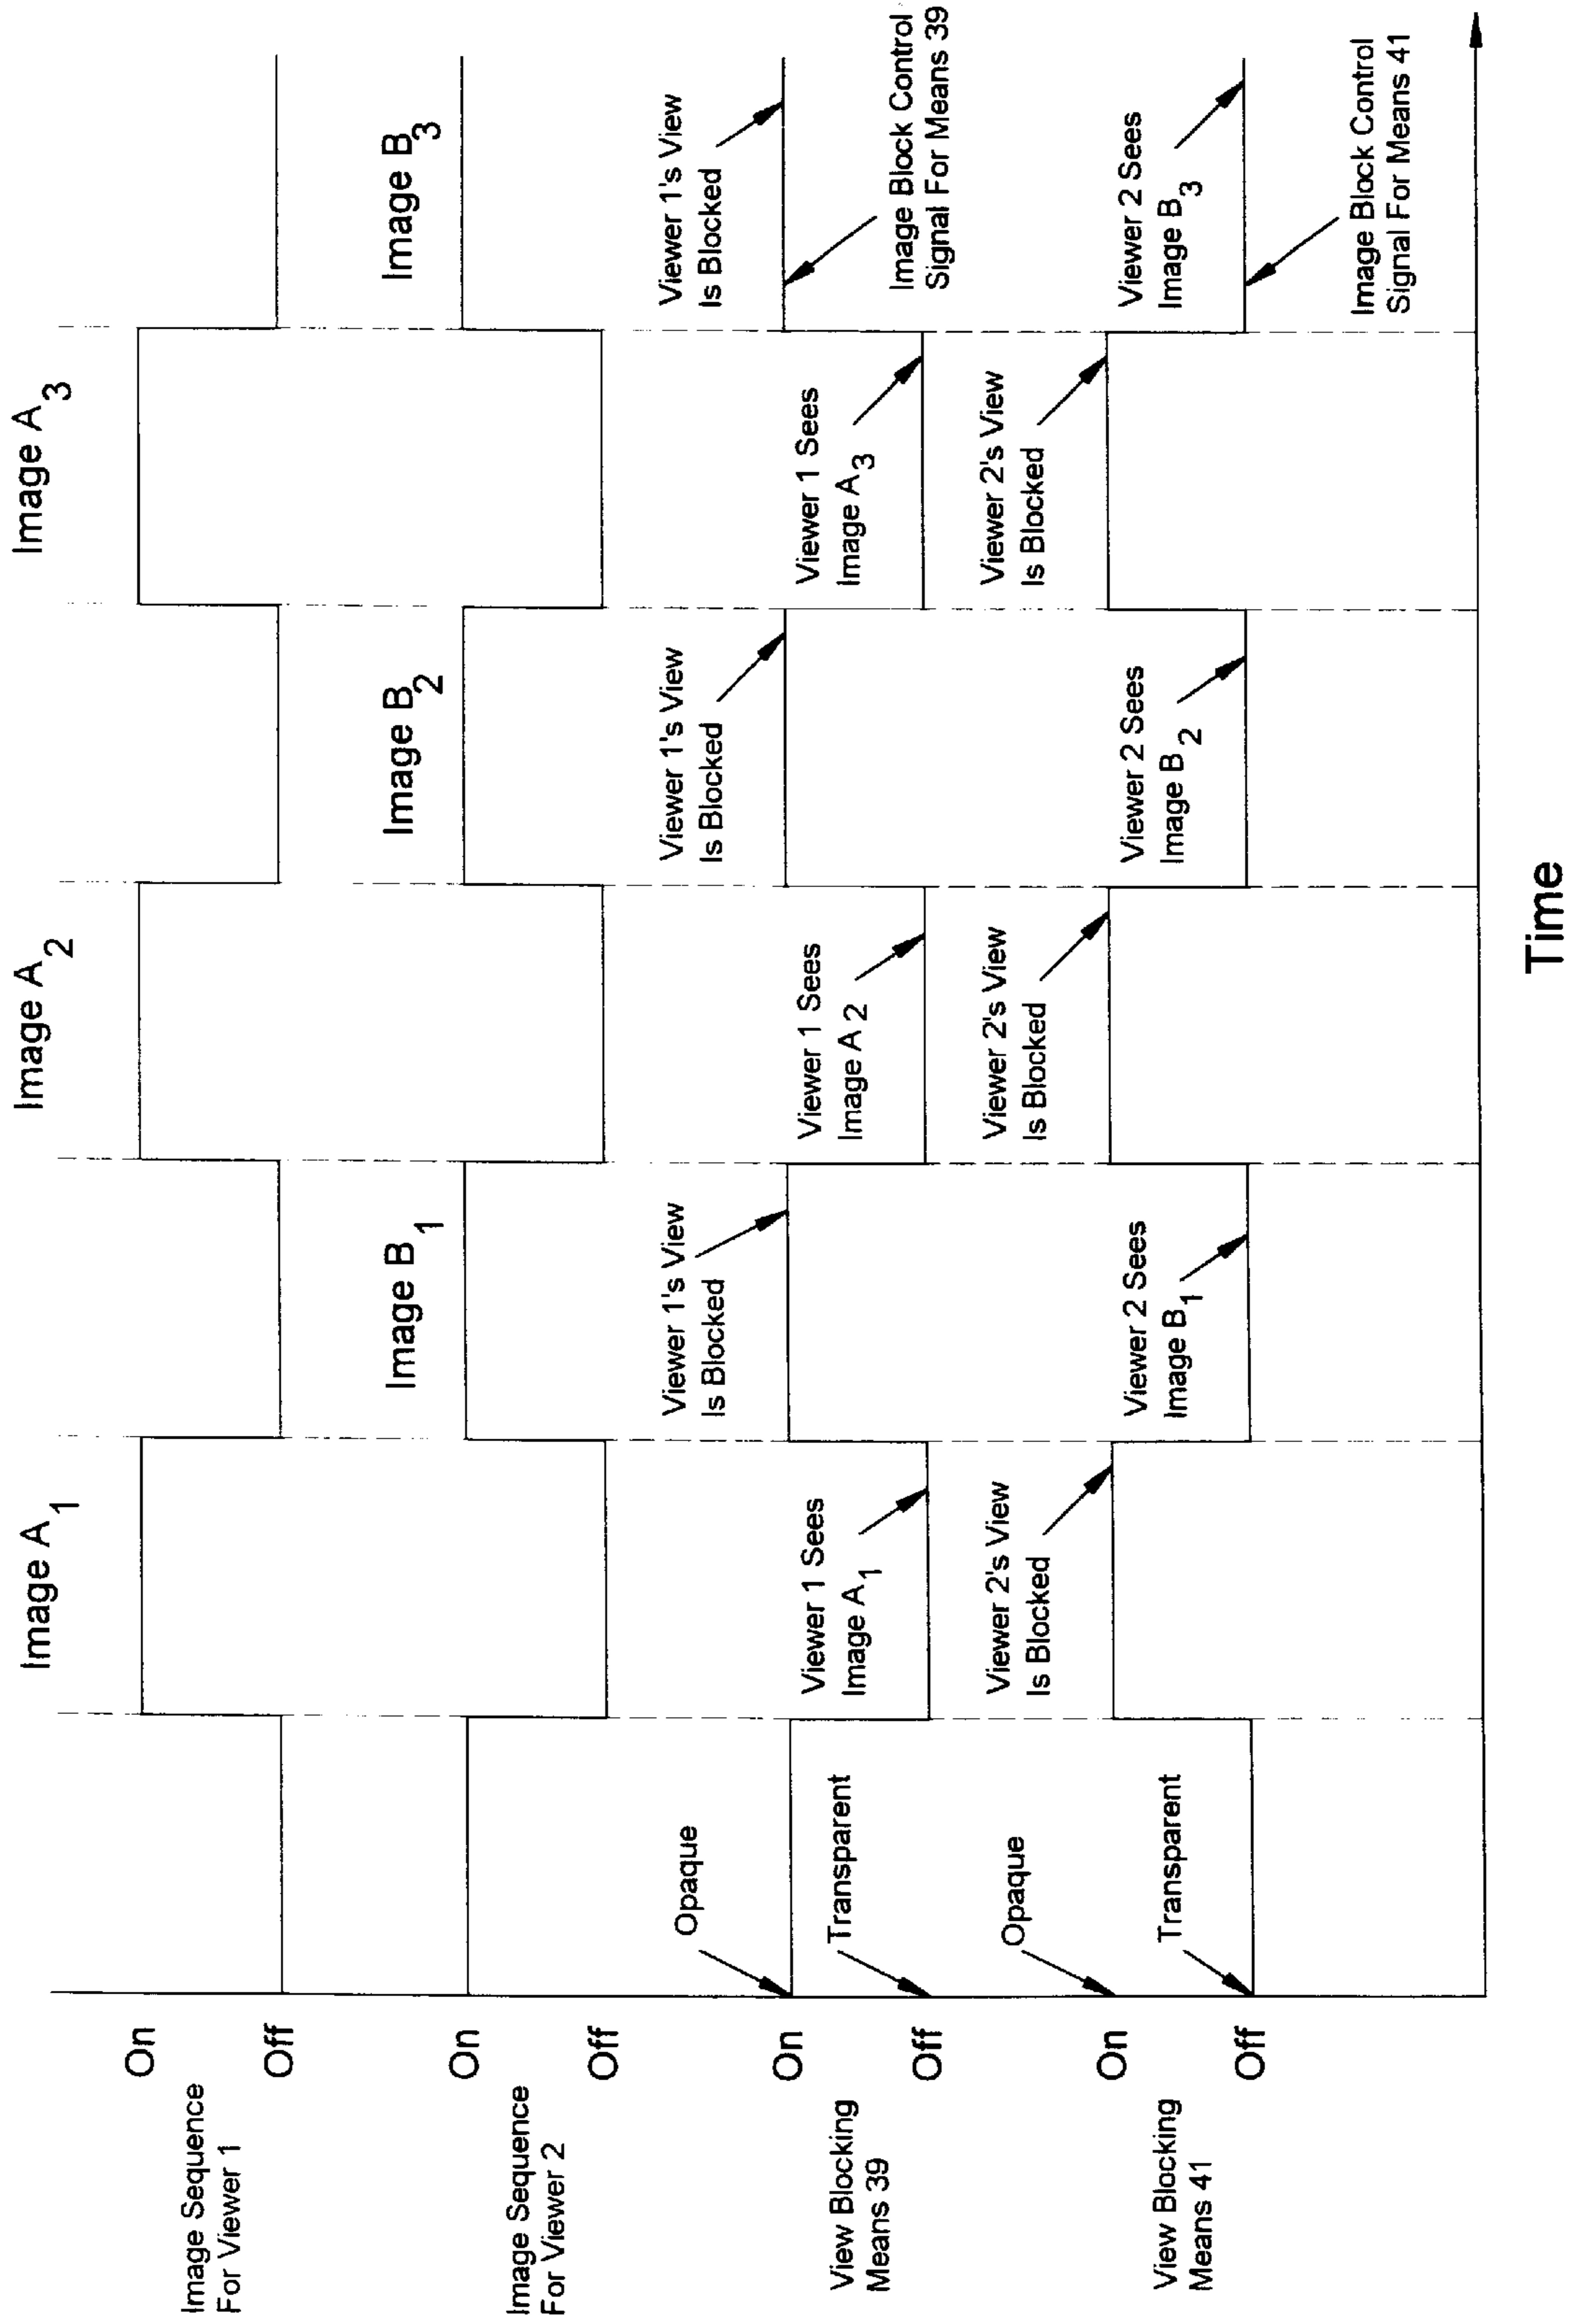 Image A1
Image A2
Image A3
Image Sequence
For Viewer 1
On
Off
Image B1
Image B2
Image B3
Image Sequence
For Viewer 2
On
Off
Opaque
Viewer 1's View
Is Blocked
Viewer 1's View
Is Blocked
Viewer 1's View
Is Blocked
View Blocking
Means 39
On
Off
Transparent
Viewer 1 Sees
Image A1
Viewer 1 Sees
Image A 2
Viewer 1 Sees
Image A3
Image Block Control
Signal For Means 39
Opaque
Viewer 2's View
Is Blocked
Viewer 2's View
Is Blocked
Viewer 2's View
Is Blocked
View Blocking
Means 41
On
Off
Transparent
Viewer 2 Sees
Image B1
Viewer 2 Sees
Image B2
Viewer 2 Sees
Image B3
Image Block Control
Signal For Means 41
Time